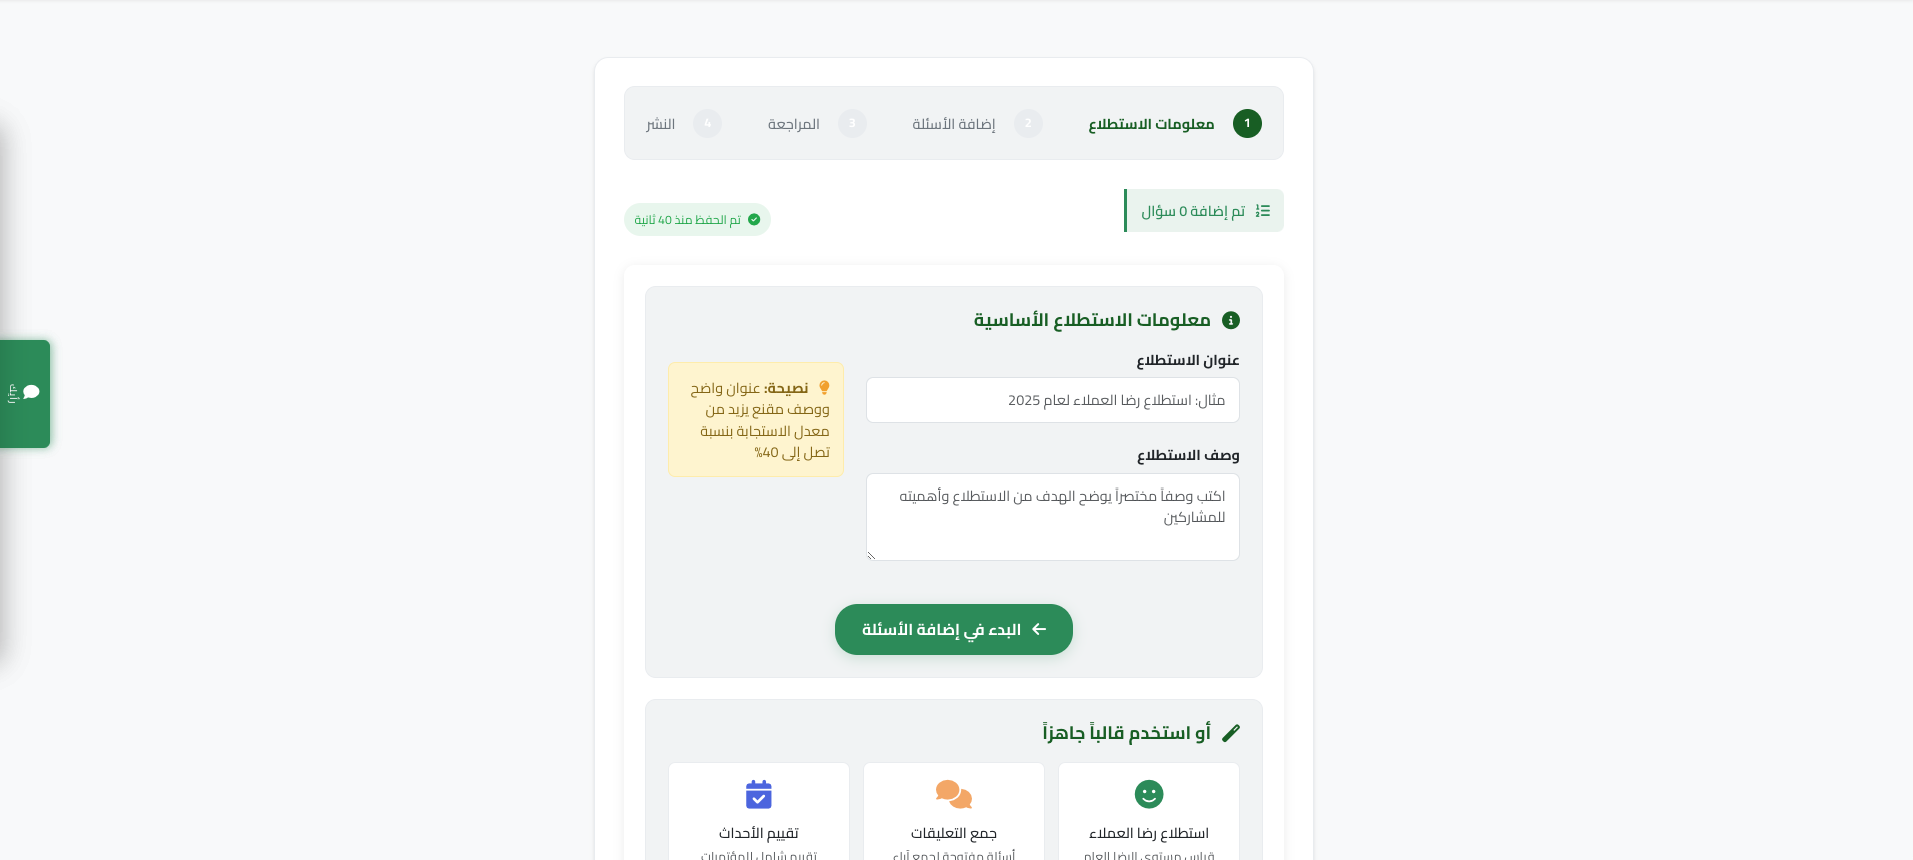 1 معلومات الاستطلاع
2 إضافة الأسئلة
3 المراجعة
4 النشر
تم إضافة 0 سؤال
تم الحفظ منذ 40 ثانية
معلومات الاستطلاع الأساسية
عنوان الاستطلاع
مثال: استطلاع رضا العملاء لعام 2025
وصف الاستطلاع
اكتب وصفاً مختصراً يوضح الهدف من الاستطلاع وأهميته
للمشاركين
نصيحة: عنوان واضح
ووصف مقنع يزيد من
معدل الاستجابة بنسبة
تصل إلى 40%
البدء في إضافة الأسئلة
أو استخدم قالباً جاهزاً
استطلاع رضا العملاء
قياس مستوى الرضا العام
جمع التعليقات
أسئلة مفتوحة لجمع آراء
تقييم الأحداث
تقييم شامل للمؤتمرات
رأيك